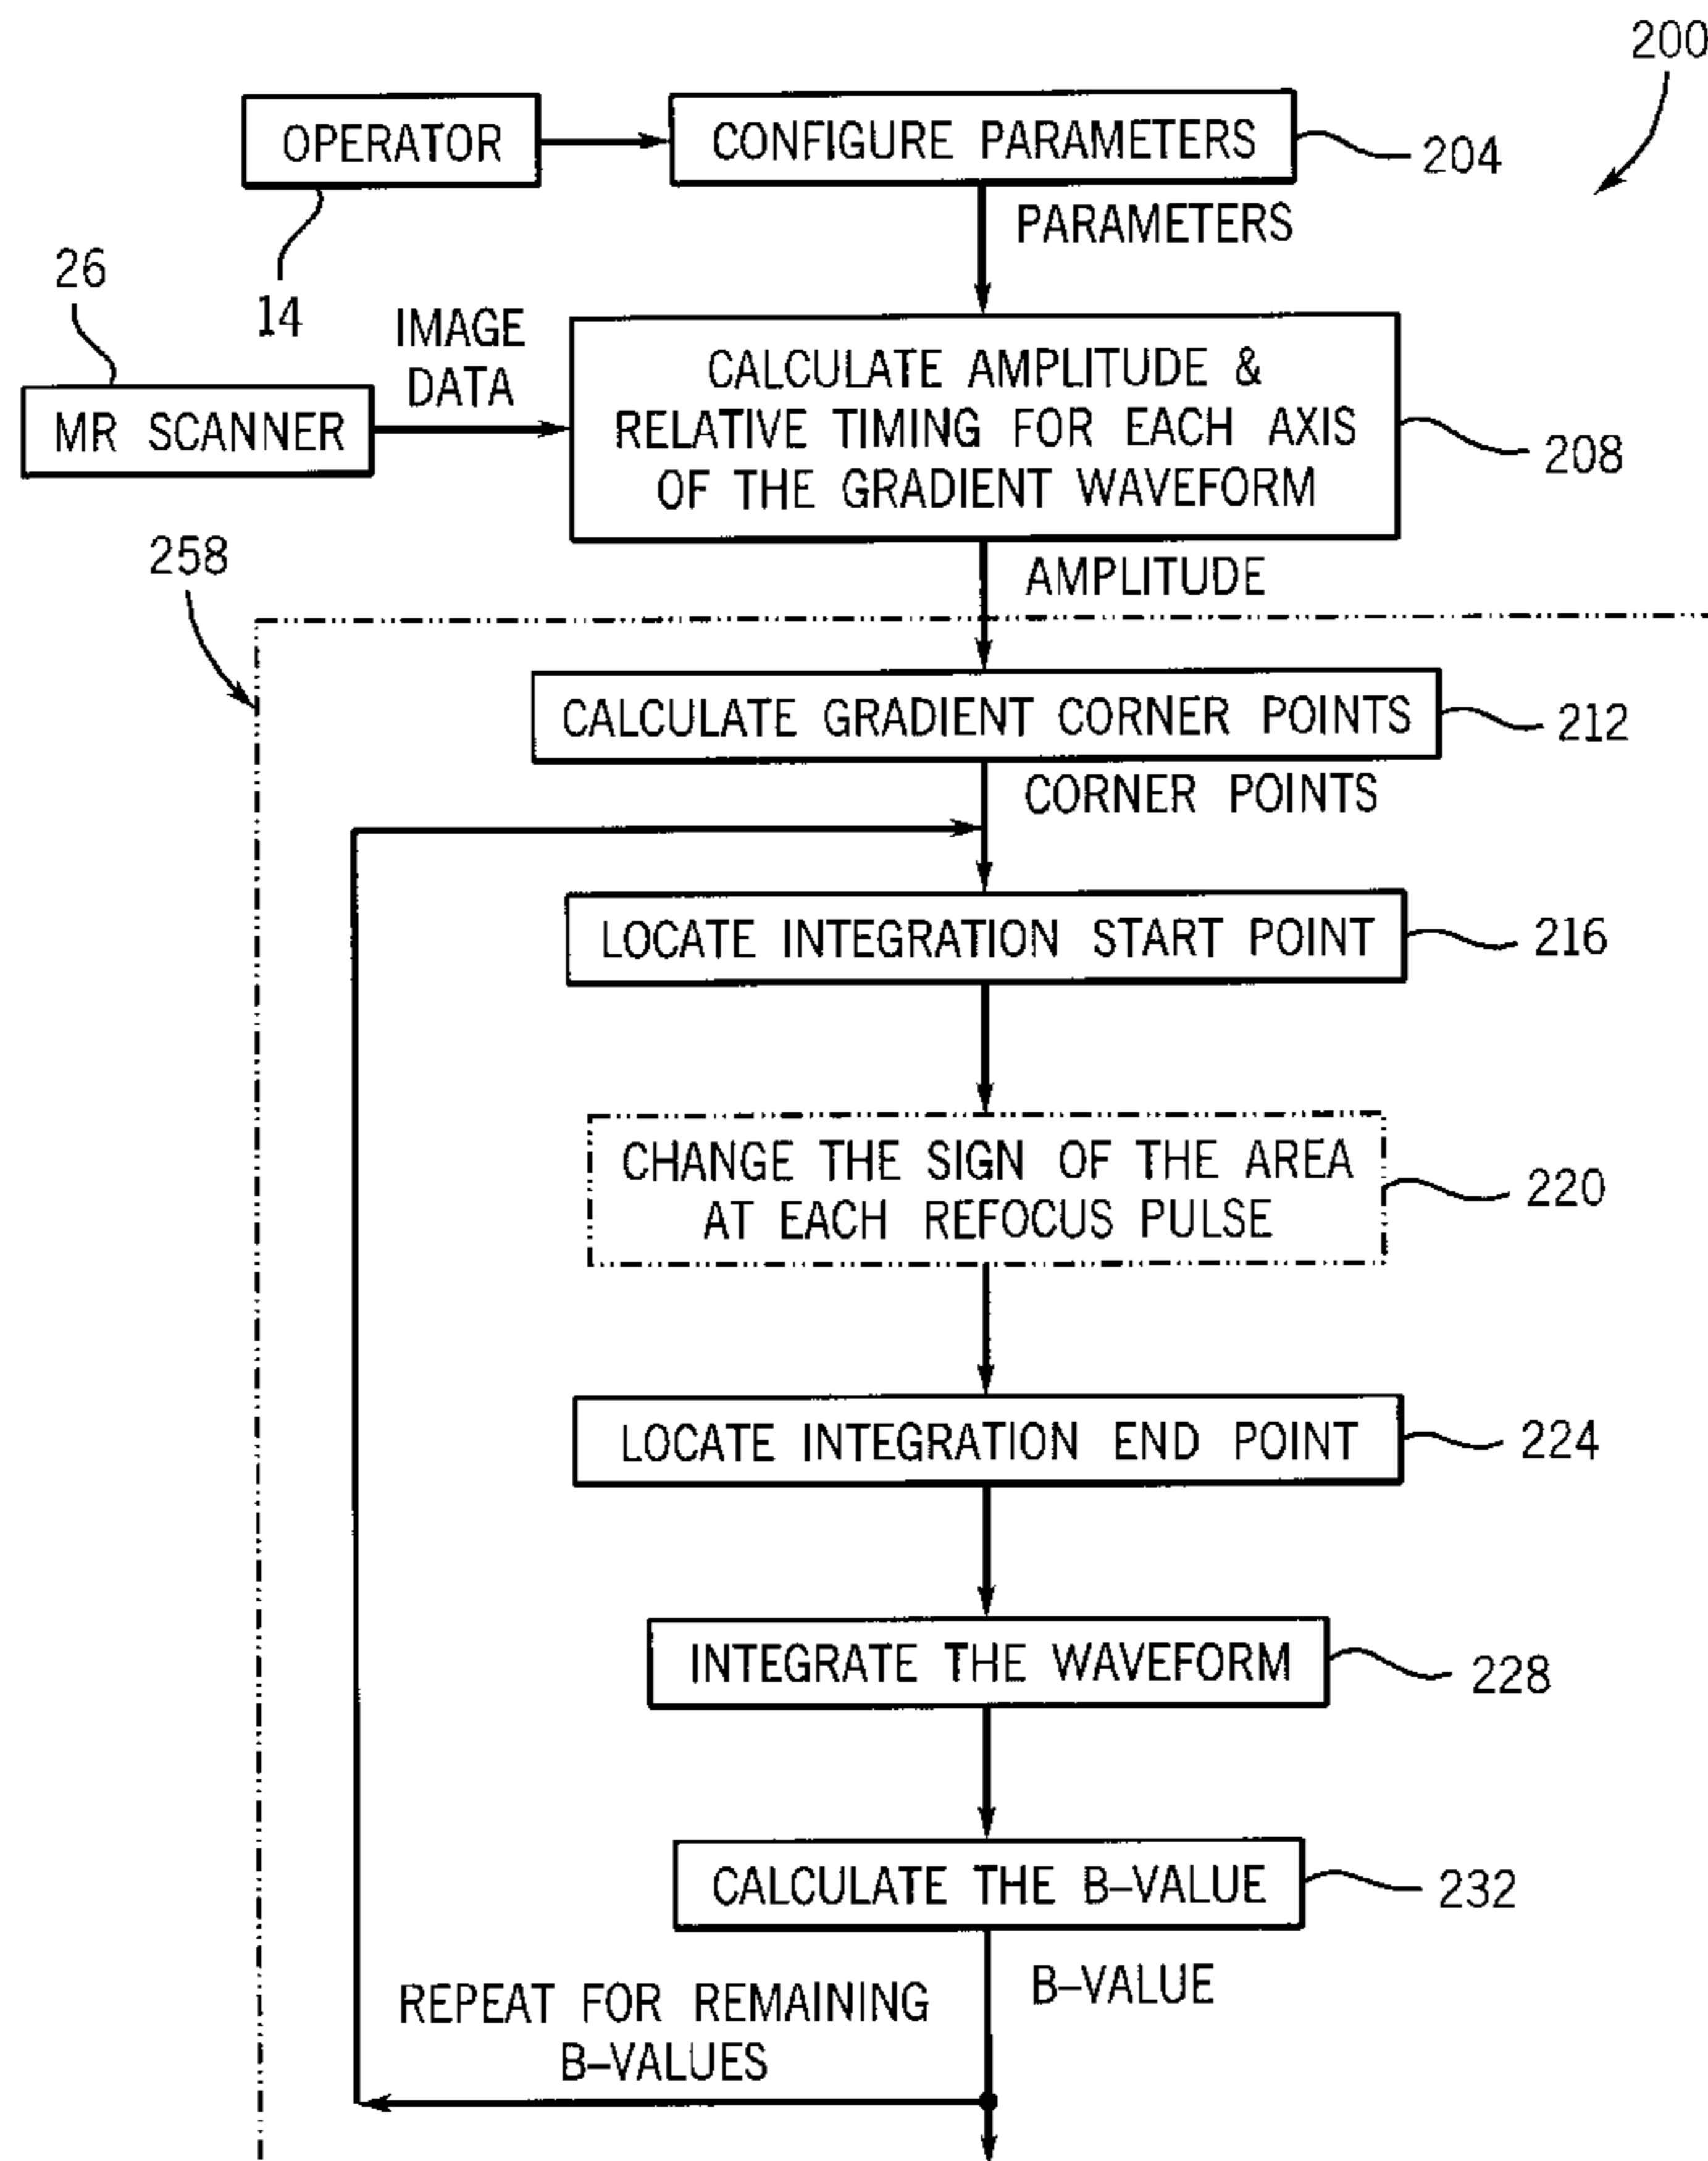 200
OPERATOR
CONFIGURE PARAMETERS
204
PARAMETERS
26
14
IMAGE
DATA
MR SCANNER
CALCULATE AMPLITUDE &
RELATIVE TIMING FOR EACH AXIS
OF THE GRADIENT WAVEFORM
208
258
AMPLITUDE
CALCULATE GRADIENT CORNER POINTS
212
CORNER POINTS
LOCATE INTEGRATION START POINT
216
CHANGE THE SIGN OF THE AREA
AT EACH REFOCUS PULSE
220
LOCATE INTEGRATION END POINT
224
INTEGRATE THE WAVEFORM
228
CALCULATE THE B–VALUE
232
B–VALUE
REPEAT FOR REMAINING
B–VALUES